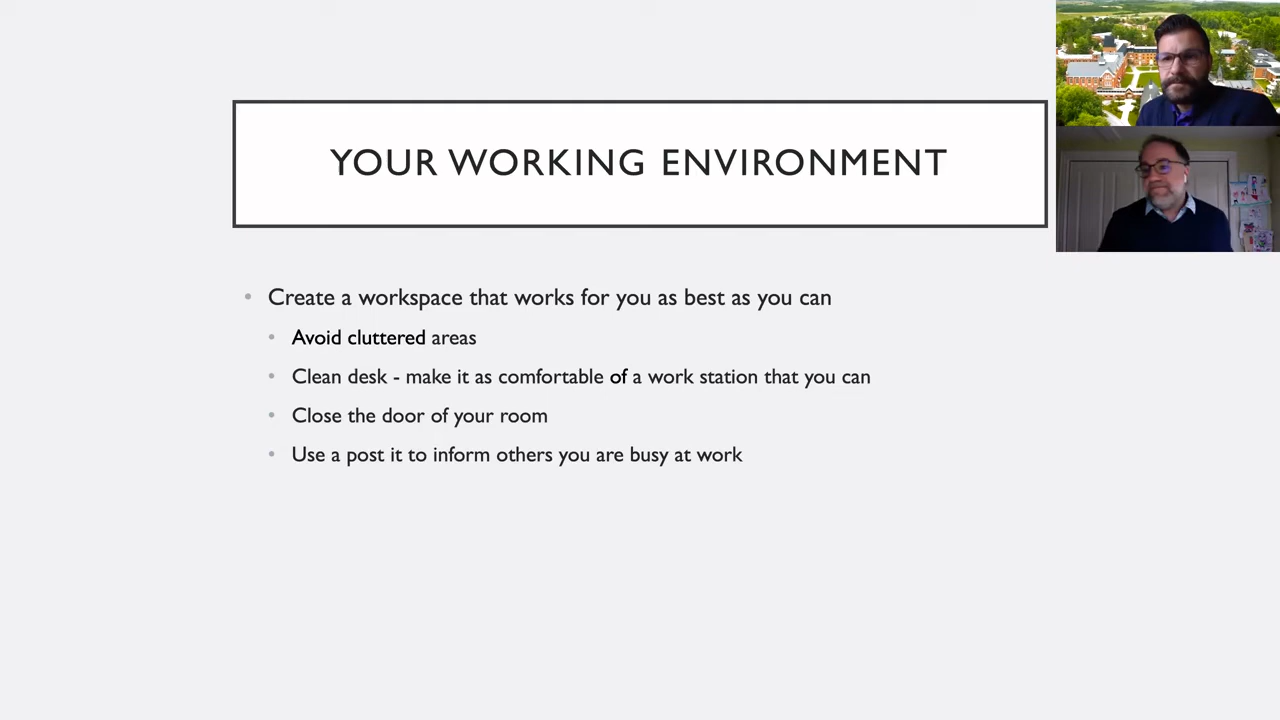 YOUR WORKING ENVIRONMENT
• Create a workspace that works for you as best as you can
• Avoid cluttered areas
• Clean desk - make it as comfortable of a work station that you can
• Close the door of your room
• Use a post it to inform others you are busy at work